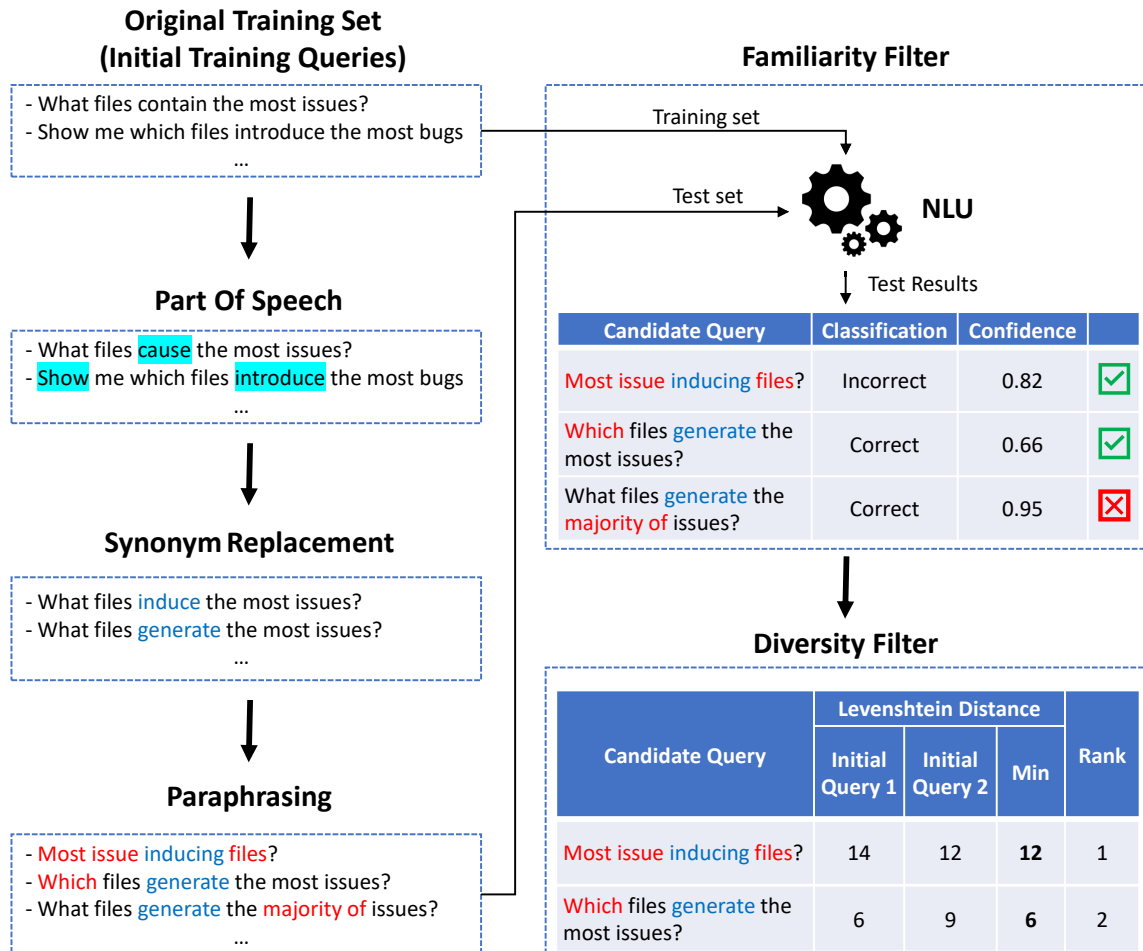 Original Training Set
(Initial Training Queries)
- What files contain the most issues?
- Show me which files introduce the most bugs
...
Part Of Speech
- What files cause the most issues?
- Show me which files introduce the most bugs
...
Synonym Replacement
- What files induce the most issues?
- What files generate the most issues?
...
Paraphrasing
- Most issue inducing files?
- Which files generate the most issues?
- What files generate the majority of issues?
...
Familiarity Filter
Training set
Test set
NLU
Test Results
Candidate Query Classification Confidence
Most issue inducing files? Incorrect 0.82
Which files generate the
most issues? Correct 0.66
What files generate the
majority of issues? Correct 0.95
Diversity Filter
Candidate Query
Levenshtein Distance
Initial
Query 1
Initial
Query 2
Min
Rank
Most issue inducing files? 14 12 12 1
Which files generate the
most issues? 6 9 6 2